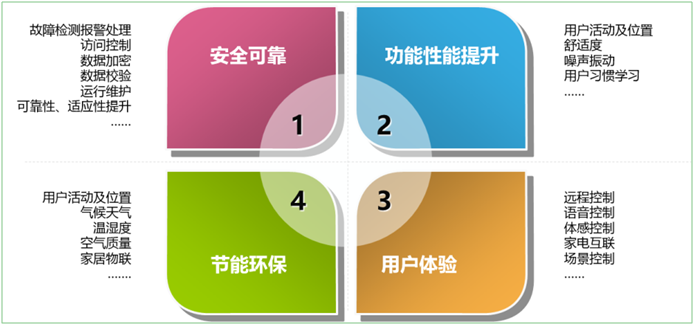 故障检测报警处理
访问控制
数据加密
数据校验
运行维护
可靠性、适应性提升
......
安全可靠
1
功能性能提升
2
用户活动及位置
舒适度
噪声振动
用户习惯学习
......
用户活动及位置
气候天气
温湿度
空气质量
家居物联
.......
4
节能环保
3
用户体验
远程控制
语音控制
体感控制
家电互联
场景控制
.......